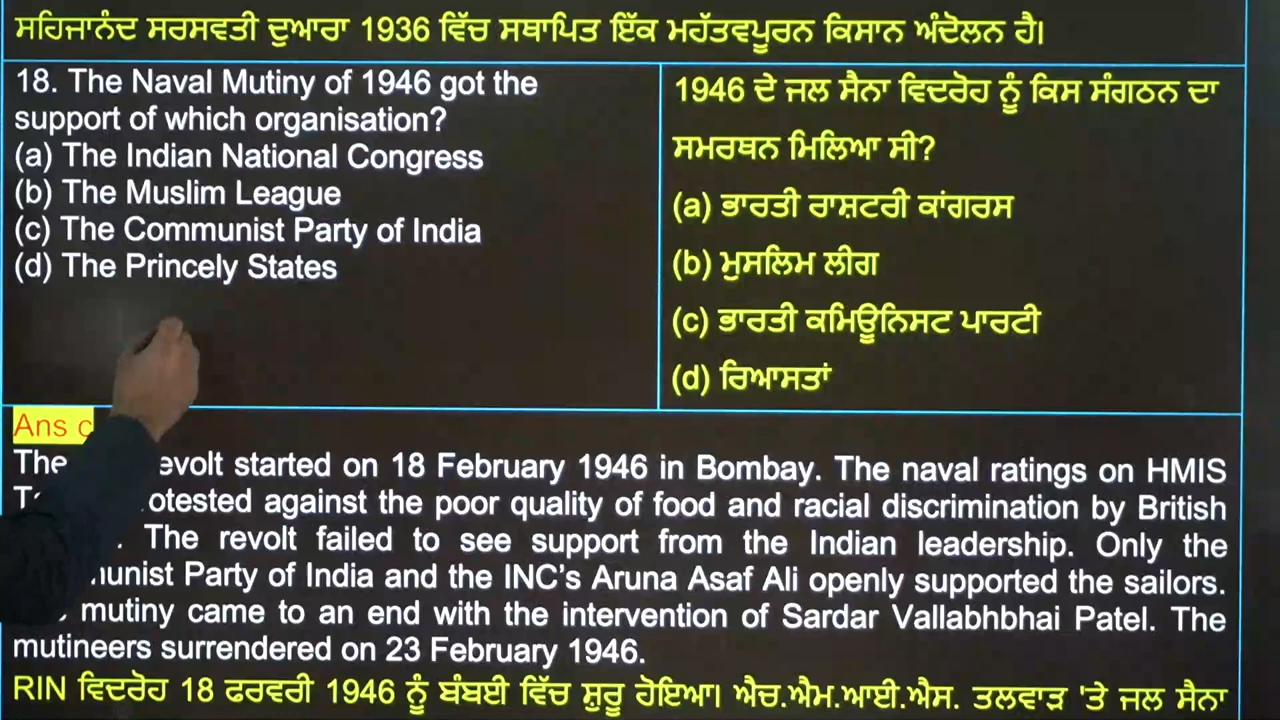 ਸਹਿਜਾਨੰਦ ਸਰਸਵਤੀ ਦੁਆਰਾ 1936 ਵਿੱਚ ਸਥਾਪਿਤ ਇੱਕ ਮਹੱਤਵਪੂਰਨ ਕਿਸਾਨ ਅੰਦੋਲਨ ਹੈ।
18. The Naval Mutiny of 1946 got the
support of which organisation?
(a) The Indian National Congress
(b) The Muslim League
(c) The Communist Party of India
(d) The Princely States
1946 ਦੇ ਜਲ ਸੈਨਾ ਵਿਦਰੋਹ ਨੂੰ ਕਿਸ ਸੰਗਠਨ ਦਾ
ਸਮਰਥਨ ਮਿਲਿਆ ਸੀ?
(a) ਭਾਰਤੀ ਰਾਸ਼ਟਰੀ ਕਾਂਗਰਸ
(b) ਮੁਸਲਿਮ ਲੀਗ
(c) ਭਾਰਤੀ ਕਮਿਊਨਿਸਟ ਪਾਰਟੀ
(d) ਰਿਆਸਤਾਂ
Ans c
The evolt started on 18 February 1946 in Bombay. The naval ratings on HMIS
otested against the poor quality of food and racial discrimination by British
. The revolt failed to see support from the Indian leadership. Only the
unist Party of India and the INC's Aruna Asaf Ali openly supported the sailors.
mutiny came to an end with the intervention of Sardar Vallabhbhai Patel. The
mutineers surrendered on 23 February 1946.
RIN ਵਿਦਰੋਹ 18 ਫਰਵਰੀ 1946 ਨੂੰ ਬੰਬਈ ਵਿੱਚ ਸ਼ੁਰੂ ਹੋਇਆ। ਐਚ.ਐਮ.ਆਈ.ਐਸ. ਤਲਵਾੜ 'ਤੇ ਜਲ ਸੈਨਾ